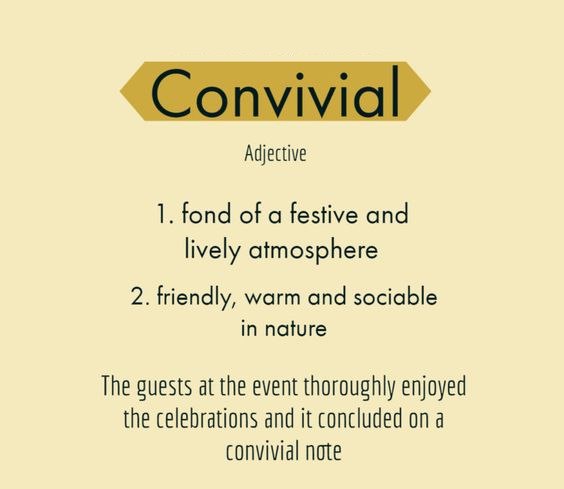 Convivial
Adjective
1. fond of a festive and
lively atmosphere
2. friendly, warm and sociable
in nature
The guests at the event thoroughly enjoyed
the celebrations and it concluded on a
convivial note